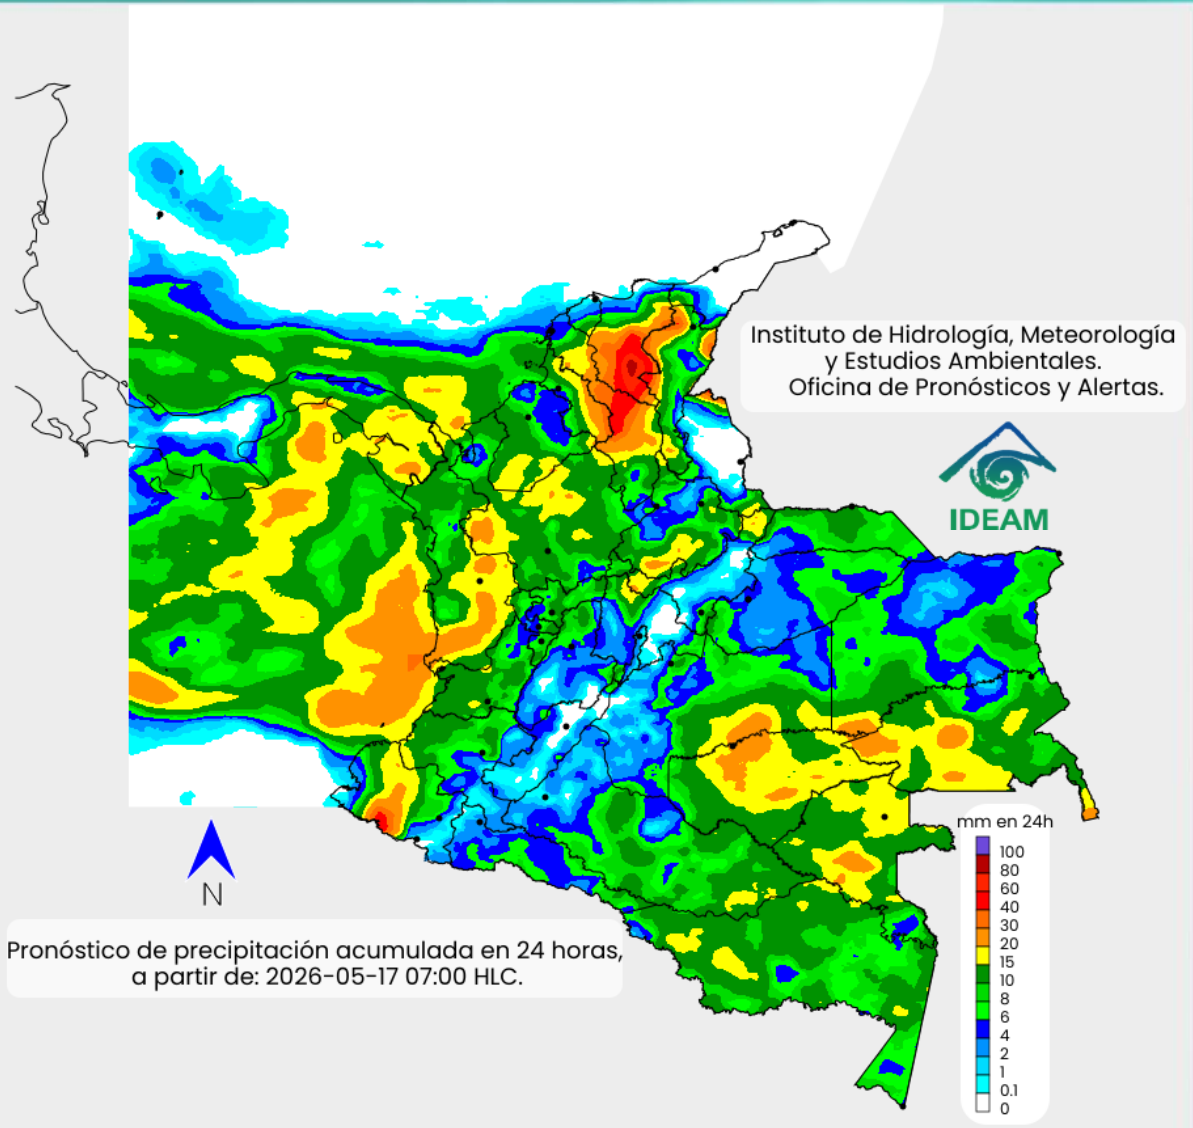 Instituto de Hidrología, Meteorología
y Estudios Ambientales.
Oficina de Pronósticos y Alertas.
IDEAM
mm en 24h
100
80
60
40
30
20
15
10
8
6
4
2
1
0.1
0
N
Pronóstico de precipitación acumulada en 24 horas,
a partir de: 2026-05-17 07:00 HLC.